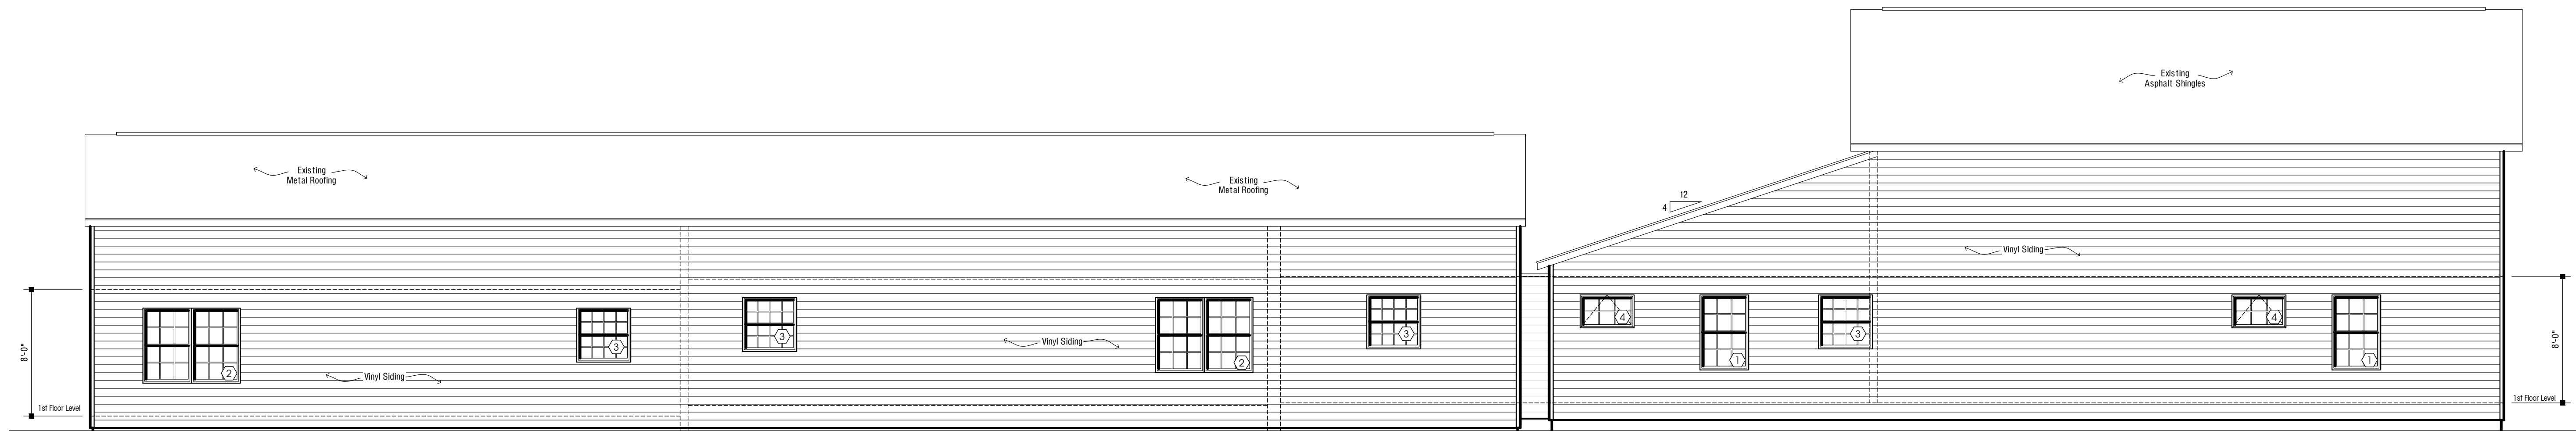 Existing
Asphalt Shingles
Existing
Metal Roofing
Existing
Metal Roofing
12
4
Vinyl Siding
8'-0"
2
3
3
Vinyl Siding
2
3
4
1
3
4
1
8'-0"
Vinyl Siding
1st Floor Level
1st Floor Level